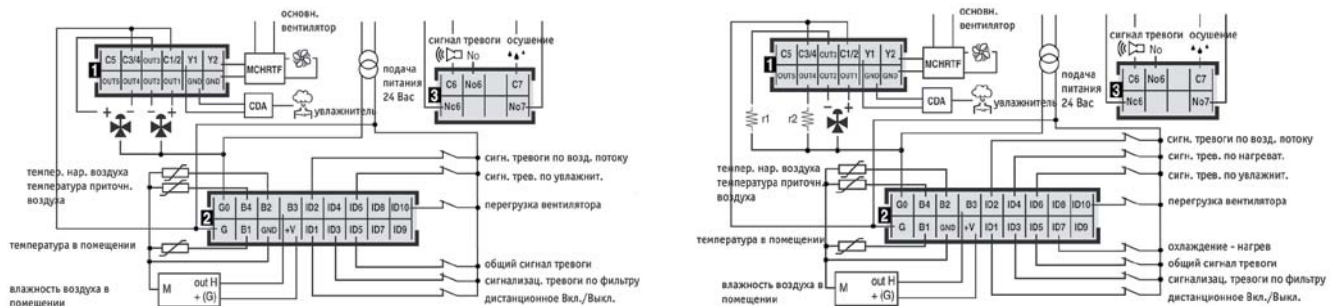 основн.
вентилятор
сигнал тревоги
осушение
No
C5 C3/4 OUT3 C1/2 Y1 Y2
OUT5 OUT4 OUT2 OUT1 GND GND
1
MCHRTF
CDA
увлажнитель
подача
питания
24 Вас
C6 No6 C7
3
Nc6 No7
+ − − +
темпер. нар. воздуха
температура приточн.
воздуха
сигн. тревоги по возд. потоку
сигн. трев. по увлажнит.
G0 B4 B2 B3 ID2 ID4 ID6 ID8 ID10
2
G B1 GND +V ID1 ID3 ID5 ID7 ID9
перегрузка вентилятора
температура в помещении
M
out H
+ (G)
влажность воздуха в
помещении
общий сигнал тревоги
сигнализац. тревоги по фильтру
дистанционное Вкл./Выкл.
основн.
вентилятор
сигнал тревоги
осушение
No
C5 C3/4 OUT3 C1/2 Y1 Y2
OUT5 OUT4 OUT2 OUT1 GND GND
1
MCHRTF
CDA
увлажнитель
подача
питания
24 Вас
C6 No6 C7
3
Nc6 No7
r1 r2 − +
темпер. нар. воздуха
температура приточн.
воздуха
сигн. тревоги по возд. потоку
сигн. трев. по нагреват.
сигн. трев. по увлажнит.
G0 B4 B2 B3 ID2 ID4 ID6 ID8 ID10
2
G B1 GND +V ID1 ID3 ID5 ID7 ID9
перегрузка вентилятора
температура в помещении
M
out H
+ (G)
влажность воздуха в
помещении
охлаждение - нагрев
общий сигнал тревоги
сигнализац. тревоги по фильтру
дистанционное Вкл./Выкл.